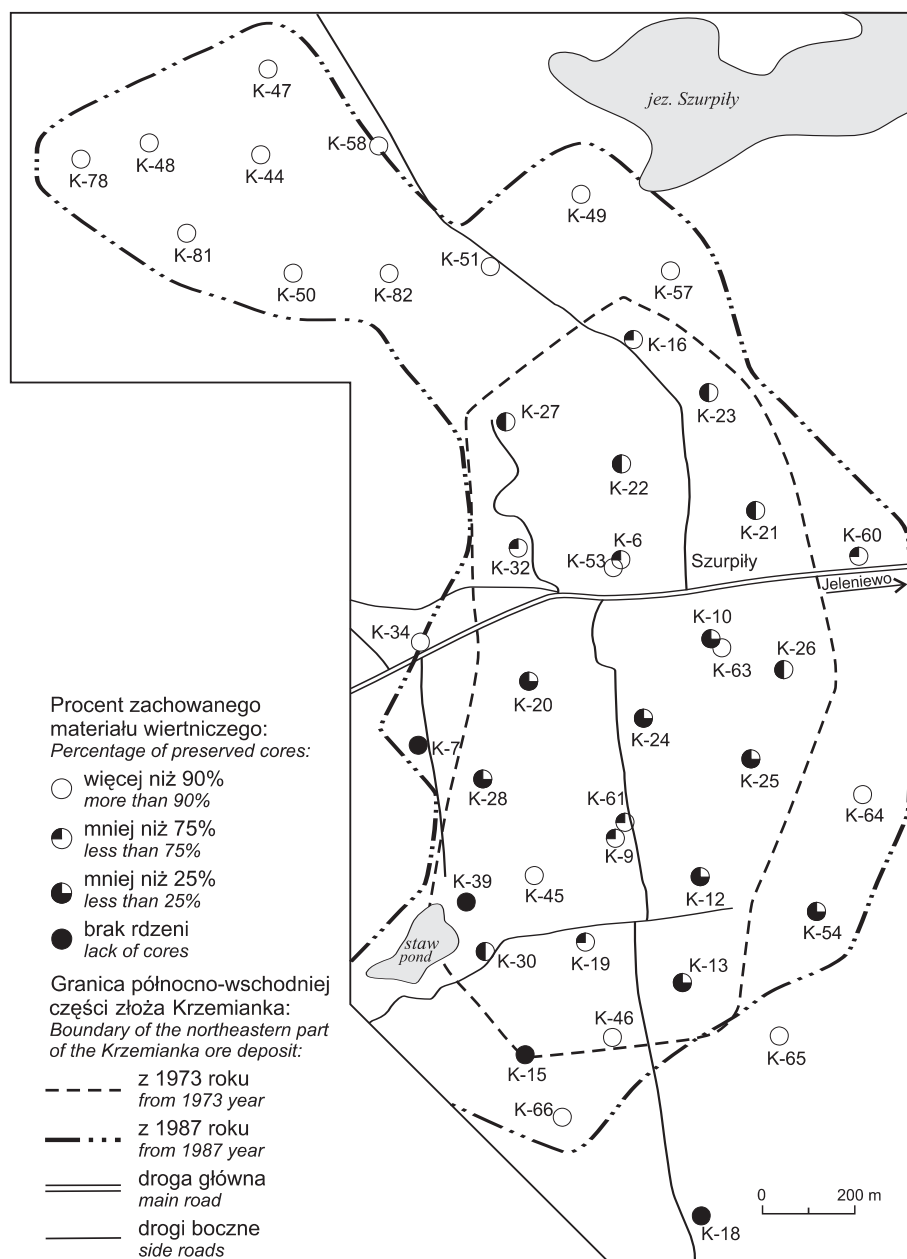 K-47
jez. Szurpiły
K-58
K-48
K-44
K-78
K-49
K-81
K-51
K-50
K-82
K-57
K-16
K-27
K-23
K-22
K-21
K-6
K-60
K-53
K-32
Szurpiły
Jeleniewo
K-10
K-34
K-63
K-26
K-20
K-24
K-7
K-25
K-28
K-61
K-64
K-9
K-39
K-45
K-12
K-54
staw
pond
K-30
K-19
K-13
K-46
K-65
K-15
K-66
K-18
Procent zachowanego
materiału wiertniczego:
Percentage of preserved cores:
więcej niż 90%
more than 90%
mniej niż 75%
less than 75%
mniej niż 25%
less than 25%
brak rdzeni
lack of cores
Granica północno-wschodniej
części złoża Krzemianka:
Boundary of the northeastern part
of the Krzemianka ore deposit:
z 1973 roku
from 1973 year
z 1987 roku
from 1987 year
droga główna
main road
drogi boczne
side roads
0 200 m